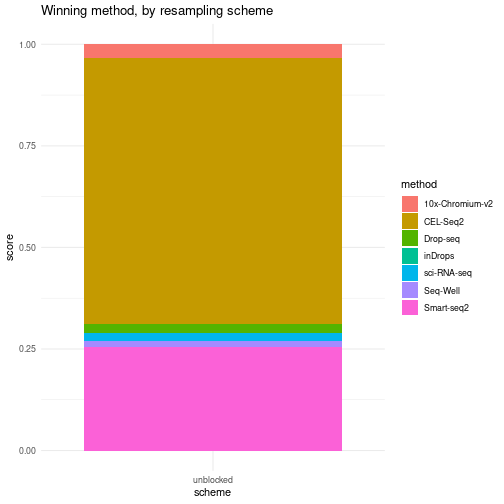 Winning method, by resampling scheme
1.00
0.75
0.50
0.25
0.00
score
unblocked
scheme
method
10x-Chromium-v2
CEL-Seq2
Drop-seq
inDrops
sci-RNA-seq
Seq-Well
Smart-seq2